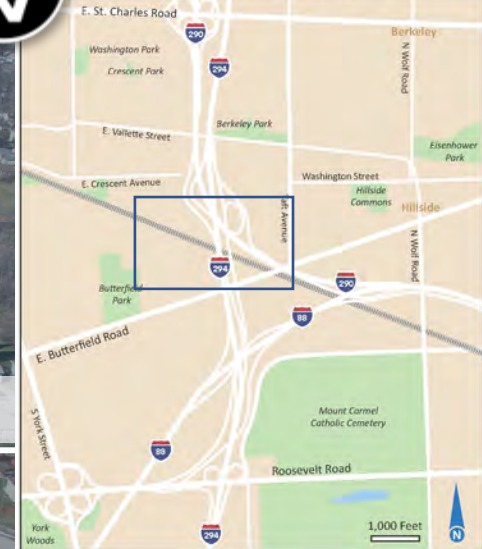 E. St. Charles Road
290
Berkeley
Washington Park
294
Crescent Park
N Wolf Road
E. Vallette Street
Berkeley Park
Eisenhower
Park
E. Crescent Avenue
Washington Street
Hillside
Commons
Hillside
Taft Avenue
N Wolf Road
294
290
Butterfield
Park
88
E. Butterfield Road
Mount Carmel
Catholic Cemetery
S York Street
88
Roosevelt Road
1,000 Feet
York
Woods
294
N